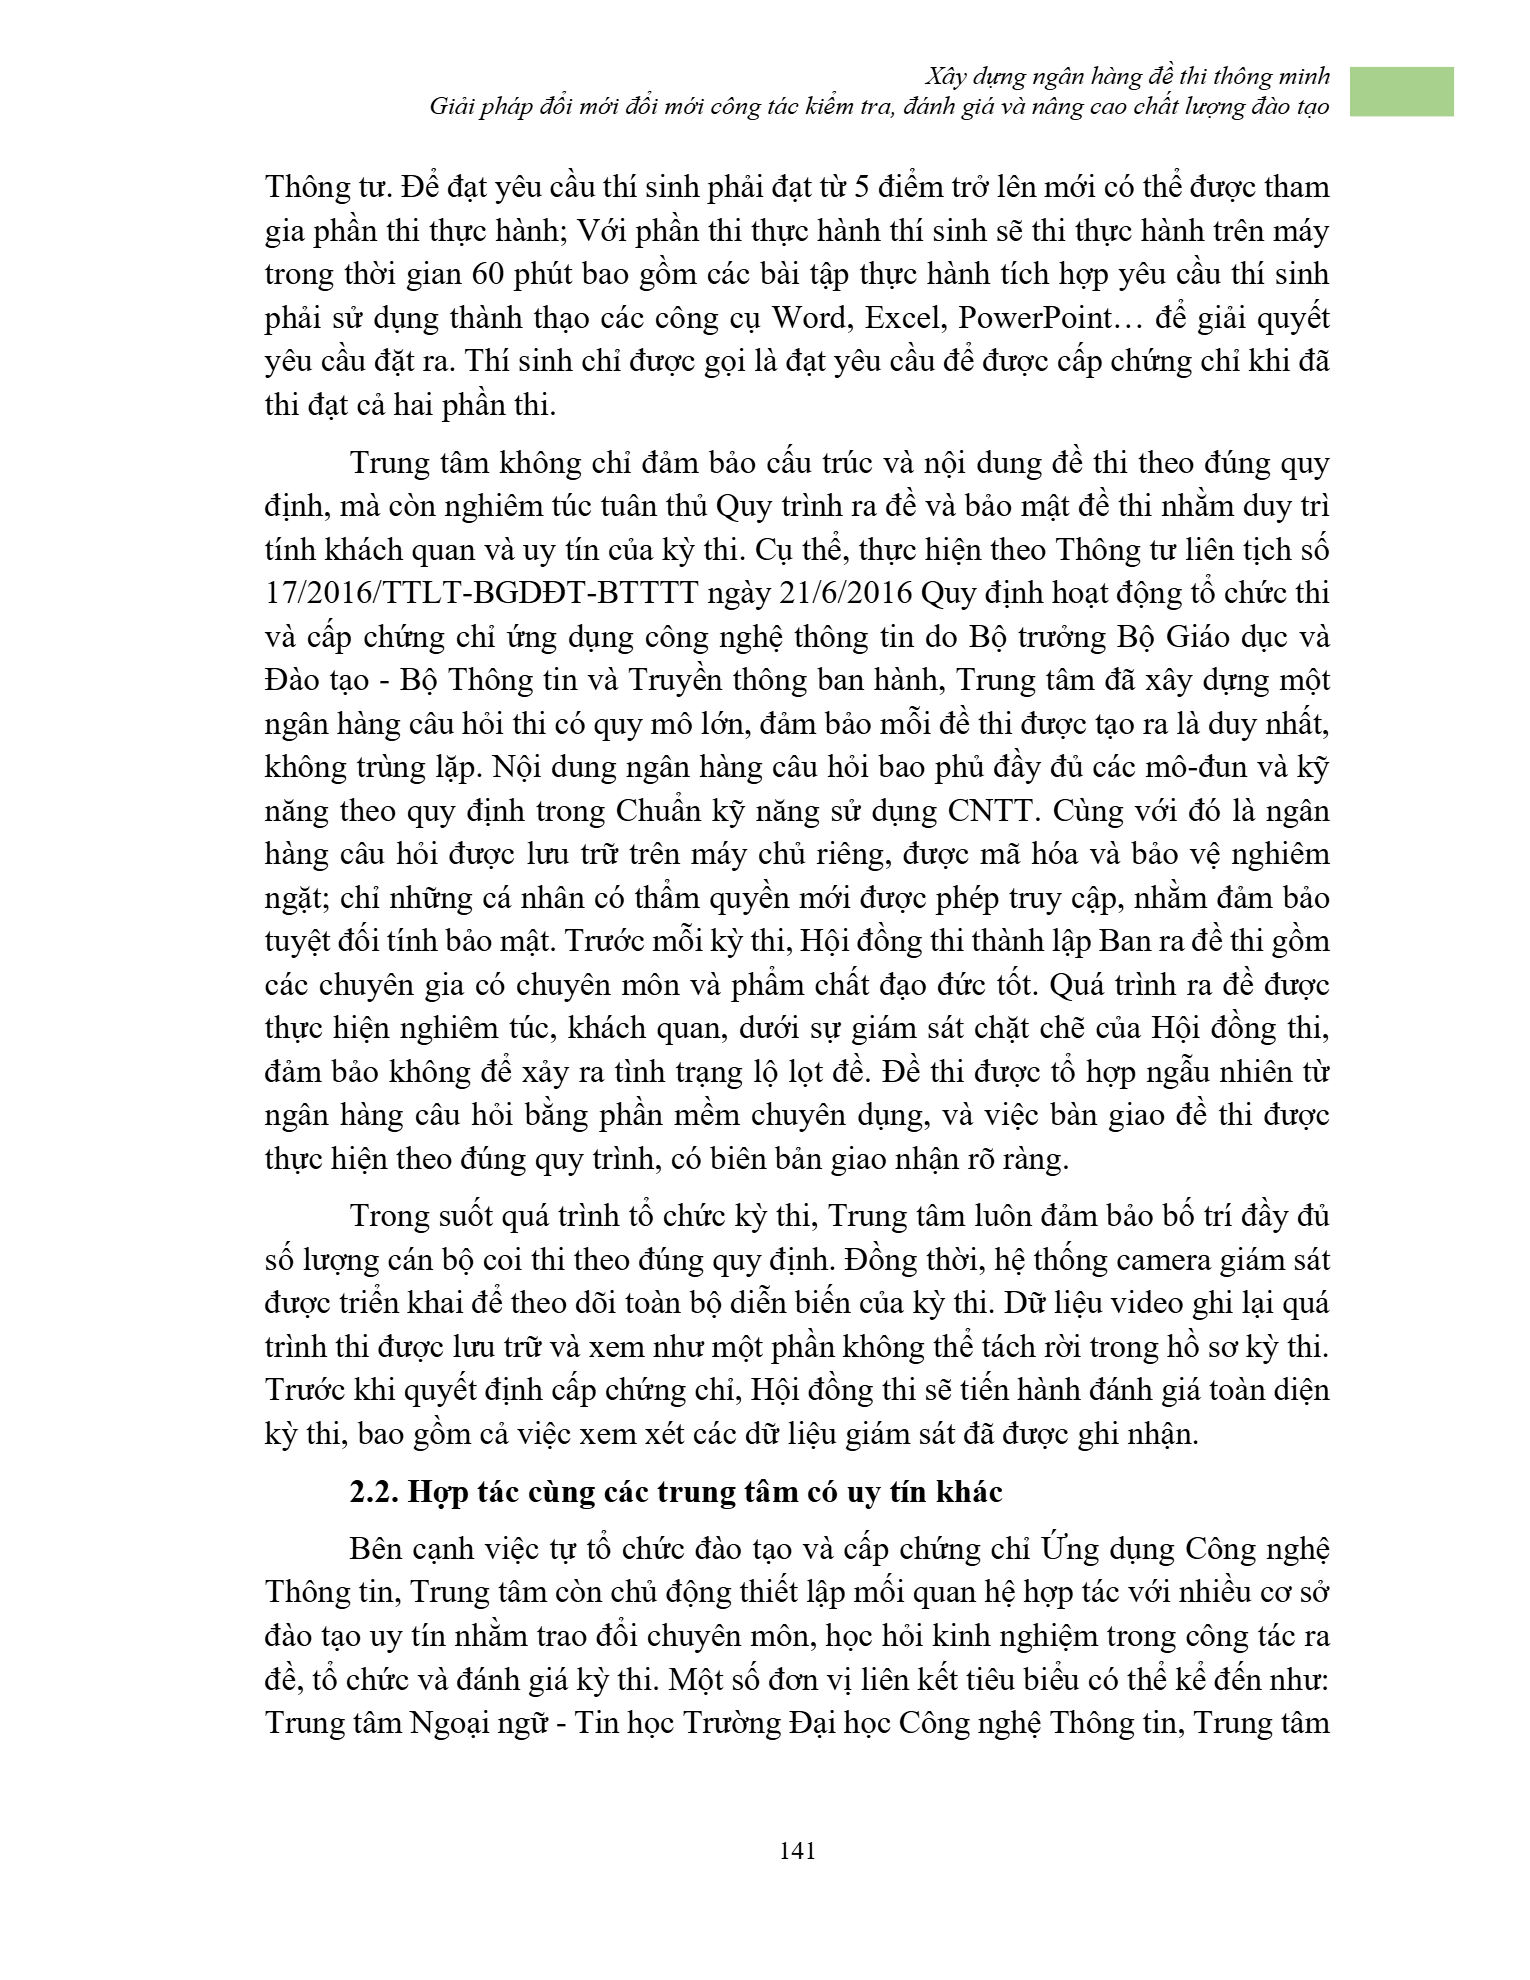 Xây dựng ngân hàng đề thi thông minh
Giải pháp đổi mới đổi mới công tác kiểm tra, đánh giá và nâng cao chất lượng đào tạo
Thông tư. Để đạt yêu cầu thí sinh phải đạt từ 5 điểm trở lên mới có thể được tham
gia phần thi thực hành; Với phần thi thực hành thí sinh sẽ thi thực hành trên máy
trong thời gian 60 phút bao gồm các bài tập thực hành tích hợp yêu cầu thí sinh
phải sử dụng thành thạo các công cụ Word, Excel, PowerPoint… để giải quyết
yêu cầu đặt ra. Thí sinh chỉ được gọi là đạt yêu cầu để được cấp chứng chỉ khi đã
thi đạt cả hai phần thi.
Trung tâm không chỉ đảm bảo cấu trúc và nội dung đề thi theo đúng quy
định, mà còn nghiêm túc tuân thủ Quy trình ra đề và bảo mật đề thi nhằm duy trì
tính khách quan và uy tín của kỳ thi. Cụ thể, thực hiện theo Thông tư liên tịch số
17/2016/TTLT-BGDĐT-BTTTT ngày 21/6/2016 Quy định hoạt động tổ chức thi
và cấp chứng chỉ ứng dụng công nghệ thông tin do Bộ trưởng Bộ Giáo dục và
Đào tạo - Bộ Thông tin và Truyền thông ban hành, Trung tâm đã xây dựng một
ngân hàng câu hỏi thi có quy mô lớn, đảm bảo mỗi đề thi được tạo ra là duy nhất,
không trùng lặp. Nội dung ngân hàng câu hỏi bao phủ đầy đủ các mô-đun và kỹ
năng theo quy định trong Chuẩn kỹ năng sử dụng CNTT. Cùng với đó là ngân
hàng câu hỏi được lưu trữ trên máy chủ riêng, được mã hóa và bảo vệ nghiêm
ngặt; chỉ những cá nhân có thẩm quyền mới được phép truy cập, nhằm đảm bảo
tuyệt đối tính bảo mật. Trước mỗi kỳ thi, Hội đồng thi thành lập Ban ra đề thi gồm
các chuyên gia có chuyên môn và phẩm chất đạo đức tốt. Quá trình ra đề được
thực hiện nghiêm túc, khách quan, dưới sự giám sát chặt chẽ của Hội đồng thi,
đảm bảo không để xảy ra tình trạng lộ lọt đề. Đề thi được tổ hợp ngẫu nhiên từ
ngân hàng câu hỏi bằng phần mềm chuyên dụng, và việc bàn giao đề thi được
thực hiện theo đúng quy trình, có biên bản giao nhận rõ ràng.
Trong suốt quá trình tổ chức kỳ thi, Trung tâm luôn đảm bảo bố trí đầy đủ
số lượng cán bộ coi thi theo đúng quy định. Đồng thời, hệ thống camera giám sát
được triển khai để theo dõi toàn bộ diễn biến của kỳ thi. Dữ liệu video ghi lại quá
trình thi được lưu trữ và xem như một phần không thể tách rời trong hồ sơ kỳ thi.
Trước khi quyết định cấp chứng chỉ, Hội đồng thi sẽ tiến hành đánh giá toàn diện
kỳ thi, bao gồm cả việc xem xét các dữ liệu giám sát đã được ghi nhận.
2.2. Hợp tác cùng các trung tâm có uy tín khác
Bên cạnh việc tự tổ chức đào tạo và cấp chứng chỉ Ứng dụng Công nghệ
Thông tin, Trung tâm còn chủ động thiết lập mối quan hệ hợp tác với nhiều cơ sở
đào tạo uy tín nhằm trao đổi chuyên môn, học hỏi kinh nghiệm trong công tác ra
đề, tổ chức và đánh giá kỳ thi. Một số đơn vị liên kết tiêu biểu có thể kể đến như:
Trung tâm Ngoại ngữ - Tin học Trường Đại học Công nghệ Thông tin, Trung tâm
141